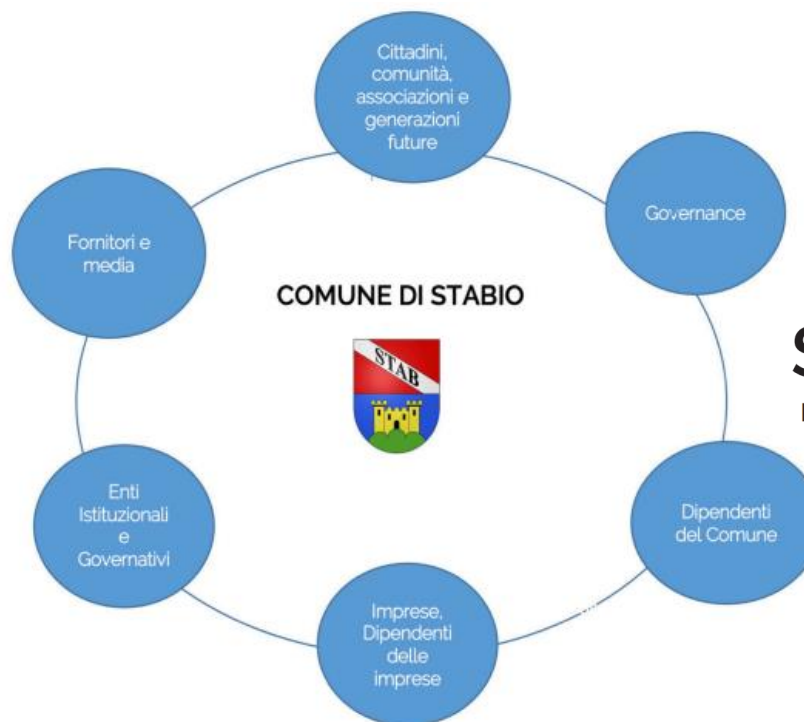 Cittadini,
comunità,
associazioni e
generazioni
future
Governance
Fornitori e
media
COMUNE DI STABIO
STAB
Enti
Istituzionali
e
Governativi
Dipendenti
del Comune
Imprese,
Dipendenti
delle
imprese